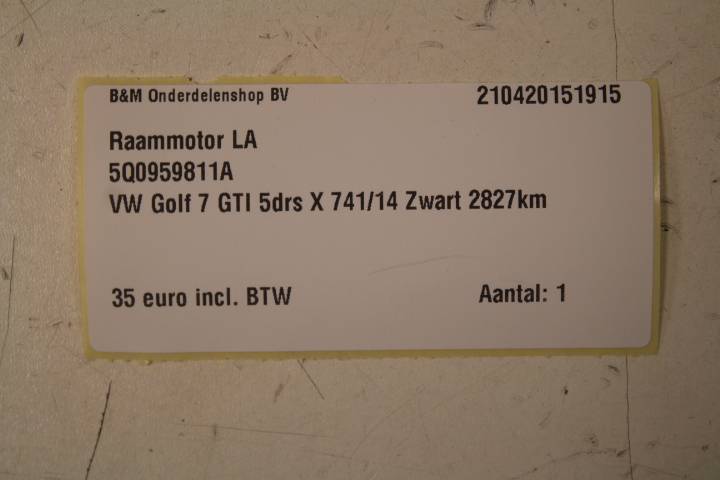 B&M Onderdelenshop BV 210420151915
Raammotor LA
5Q0959811A
VW Golf 7 GTI 5drs X 741/14 Zwart 2827km
35 euro incl. BTW Aantal: 1